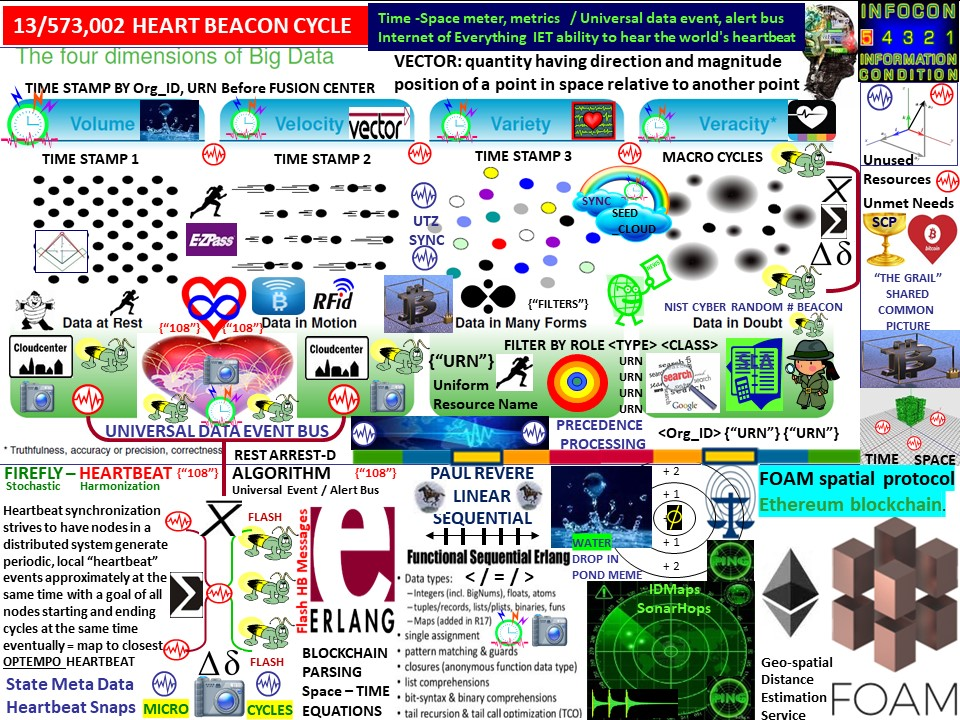 13/573,002 HEART BEACON CYCLE
Time -Space meter, metrics / Universal data event, alert bus
Internet of Everything IET ability to hear the world's heartbeat
INFOCON
5 4 3 2 1
INFORMATION
CONDITION
The four dimensions of Big Data
VECTOR: quantity having direction and magnitude
position of a point in space relative to another point
TIME STAMP BY Org_ID, URN Before FUSION CENTER
Volume
Velocity
vector
Variety
Veracity*
TIME STAMP 1
TIME STAMP 2
TIME STAMP 3
MACRO CYCLES
Unused
Resources
Unmet Needs
SCP
bitcoin
E-ZPass
UTZ
SYNC
SYNC
SEED
_CLOUD
X
Σ
Δ δ
"THE GRAIL"
SHARED
COMMON
PICTURE
NEWS
RFid
{"FILTERS"}
NIST CYBER RANDOM # BEACON
Data at Rest
{"108"}
{"108"}
Data in Motion
Data in Many Forms
Data in Doubt
Cloudcenter
Cloudcenter
{"URN"}
Uniform
Resource Name
FILTER BY ROLE <TYPE> <CLASS>
URN
URN
URN
URN
search
Google
SLA
UNIVERSAL DATA EVENT BUS
PRECEDENCE
PROCESSING
<Org_ID> {"URN"} {"URN"}
TIME SPACE
* Truthfulness, accuracy or precision, correctness
REST ARREST-D
FIREFLY – HEARTBEAT {"108"}
Stochastic Harmonization
ALGORITHM {"108"}
Universal Event / Alert Bus
PAUL REVERE
LINEAR
SEQUENTIAL
+ 2
+ 1
+ 1
+ 2
FOAM spatial protocol
Ethereum blockchain.
Heartbeat synchronization
strives to have nodes in a
distributed system generate
periodic, local "heartbeat"
events approximately at the
same time with a goal of all
nodes starting and ending
cycles at the same time
eventually = map to closest
OPTEMPO HEARTBEAT
State Meta Data
Heartbeat Snaps
MICRO
CYCLES
X
Σ
Δ δ
FLASH
FLASH
Flash HB Messages
e
ERLANG
BLOCKCHAIN
PARSING
Space – TIME
EQUATIONS
Functional Sequential Erlang
• Data types: < / = / >
– Integers (incl. BigNums), floats, atoms
– tuples/records, lists/plists, binaries, funs
– Maps (added in R17)
• single assignment
• pattern matching & guards
• closures (anonymous function data type)
• list comprehensions
• bit-syntax & binary comprehensions
• tail recursion & tail call optimization (TCO)
WATER
DROP IN
POND MEME
PING
PING
PING
IDMaps
SonarHops
Geo-spatial
Distance
Estimation
Service
FOAM